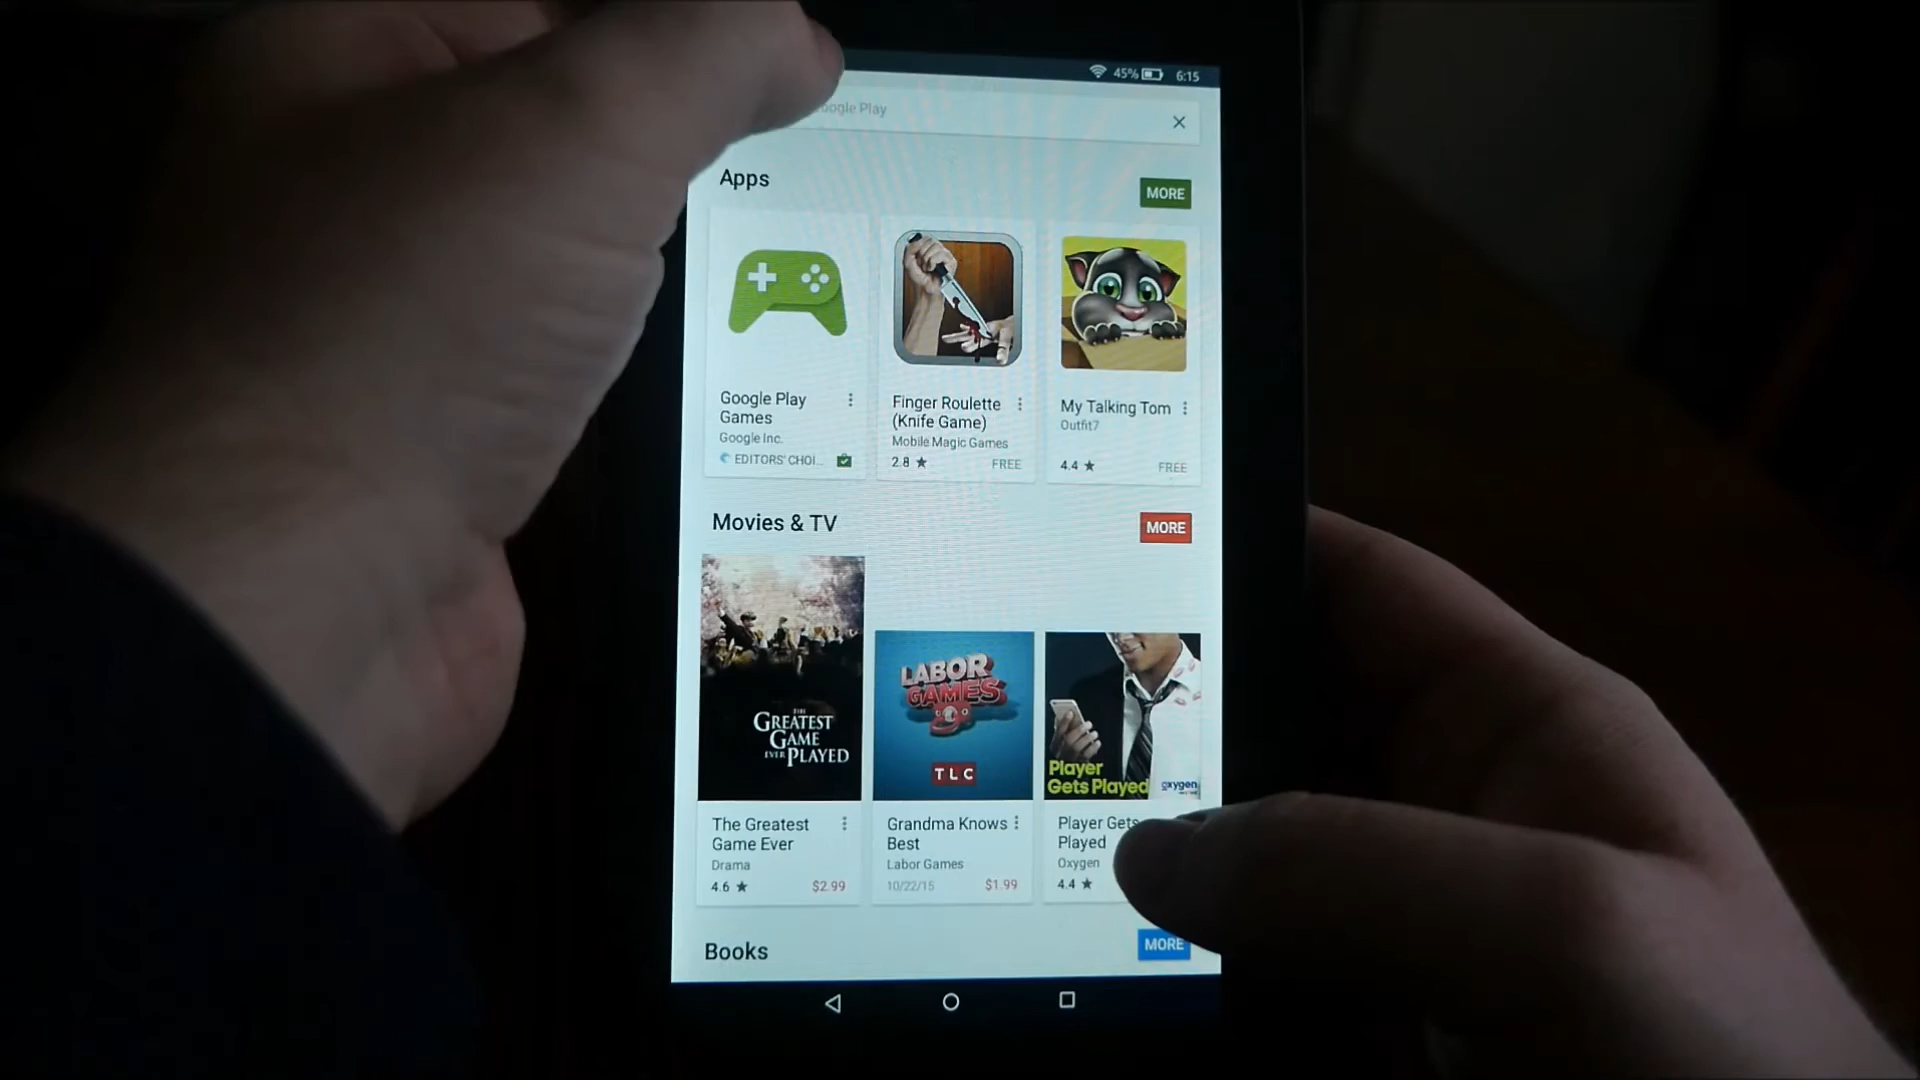 45% 6:15
oogle Play
Apps
MORE
Google Play
Games
Google Inc.
EDITORS' CHOI...
Finger Roulette
(Knife Game)
Mobile Magic Games
2.8 ★ FREE
My Talking Tom
Outfit7
4.4 ★ FREE
Movies & TV
MORE
THE
GREATEST
GAME
EVER PLAYED
LABOR
GAMES
TLC
Player
Gets Played
oxygen
The Greatest
Game Ever
Drama
4.6 ★ $2.99
Grandma Knows
Best
Labor Games
10/22/15 $1.99
Player Gets
Played
Oxygen
4.4 ★
Books
MORE